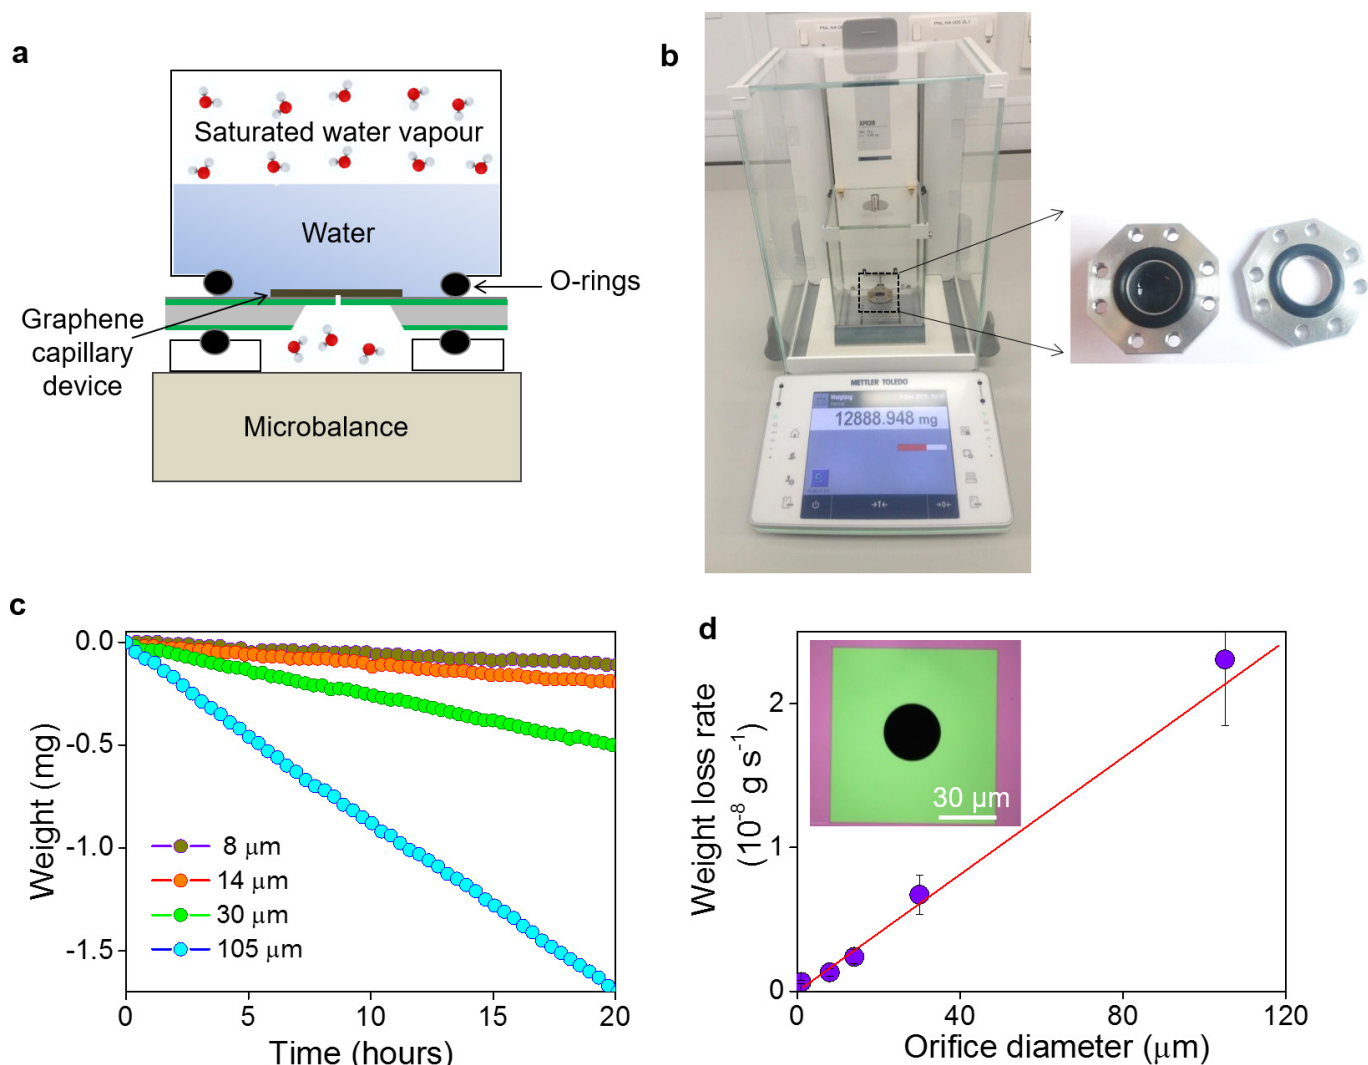 a
Saturated water vapour
Water
O-rings
Graphene
capillary
device
Microbalance
b
METTLER TOLEDO
Weighing
12888.948 mg
→T←
→0←
c
0.0
-0.5
-1.0
-1.5
Weight (mg)
8 μm
14 μm
30 μm
105 μm
0
5
10
15
20
Time (hours)
d
2
1
0
Weight loss rate
(10⁻⁸ g s⁻¹)
30 μm
0
40
80
120
Orifice diameter (μm)